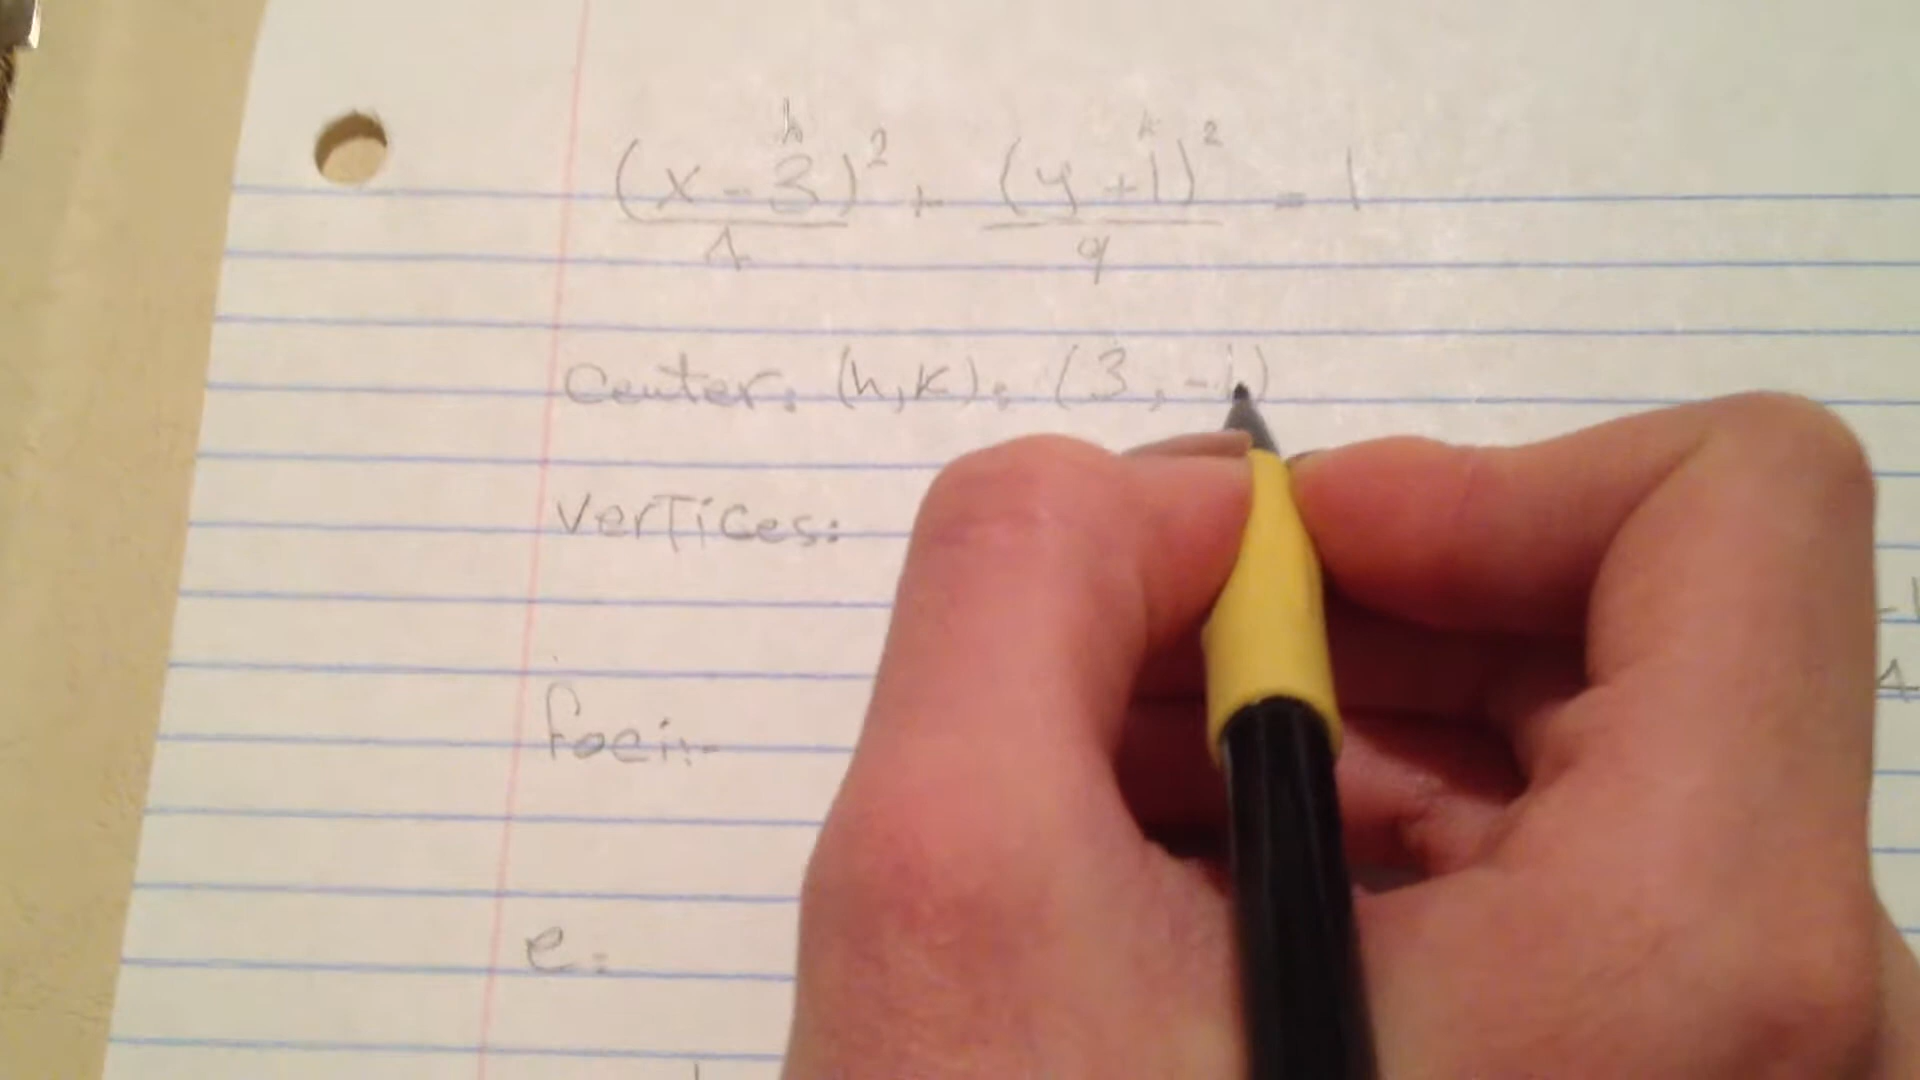 (x - 3)² + (y + 1)² = 1
h k
4 9
Center: (h,k): (3, -1)
Vertices:
foci:-
e=